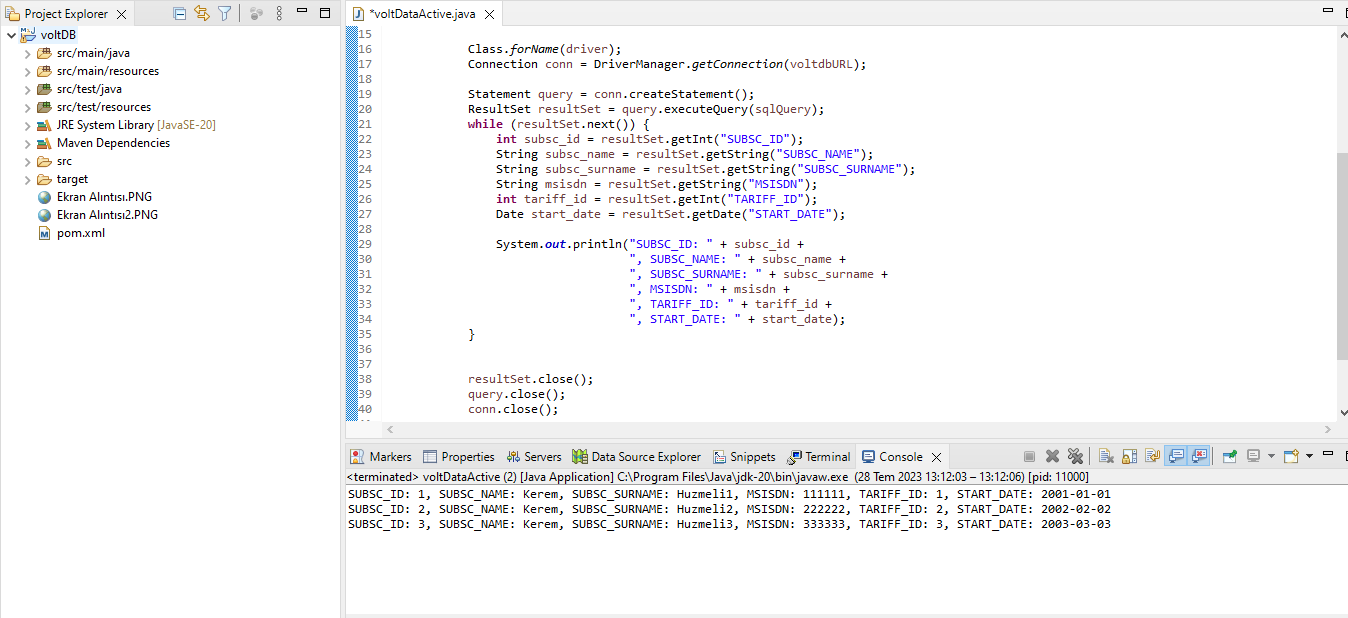 Project Explorer
voltDB
src/main/java
src/main/resources
src/test/java
src/test/resources
JRE System Library [JavaSE-20]
Maven Dependencies
src
target
Ekran Alıntısı.PNG
Ekran Alıntısı2.PNG
pom.xml
*voltDataActive.java
15
16 Class.forName(driver);
17 Connection conn = DriverManager.getConnection(voltdbURL);
18
19 Statement query = conn.createStatement();
20 ResultSet resultSet = query.executeQuery(sqlQuery);
21 while (resultSet.next()) {
22 int subsc_id = resultSet.getInt("SUBSC_ID");
23 String subsc_name = resultSet.getString("SUBSC_NAME");
24 String subsc_surname = resultSet.getString("SUBSC_SURNAME");
25 String msisdn = resultSet.getString("MSISDN");
26 int tariff_id = resultSet.getInt("TARIFF_ID");
27 Date start_date = resultSet.getDate("START_DATE");
28
29 System.out.println("SUBSC_ID: " + subsc_id +
30 ", SUBSC_NAME: " + subsc_name +
31 ", SUBSC_SURNAME: " + subsc_surname +
32 ", MSISDN: " + msisdn +
33 ", TARIFF_ID: " + tariff_id +
34 ", START_DATE: " + start_date);
35 }
36
37
38 resultSet.close();
39 query.close();
40 conn.close();
Markers Properties Servers Data Source Explorer Snippets Terminal Console
<terminated> voltDataActive (2) [Java Application] C:\Program Files\Java\jdk-20\bin\javaw.exe (28 Tem 2023 13:12:03 – 13:12:06) [pid: 11000]
SUBSC_ID: 1, SUBSC_NAME: Kerem, SUBSC_SURNAME: Huzmeli1, MSISDN: 111111, TARIFF_ID: 1, START_DATE: 2001-01-01
SUBSC_ID: 2, SUBSC_NAME: Kerem, SUBSC_SURNAME: Huzmeli2, MSISDN: 222222, TARIFF_ID: 2, START_DATE: 2002-02-02
SUBSC_ID: 3, SUBSC_NAME: Kerem, SUBSC_SURNAME: Huzmeli3, MSISDN: 333333, TARIFF_ID: 3, START_DATE: 2003-03-03